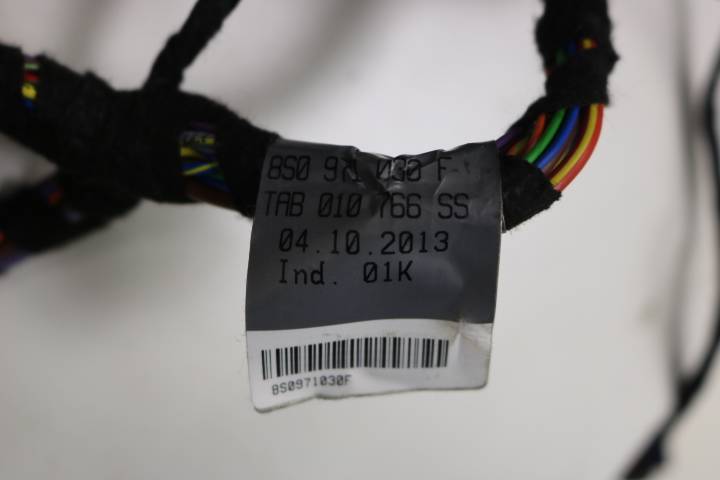 8S0 971 030 F
TAB 010 766 SS
04.10.2013
Ind. 01K
8S0971030F